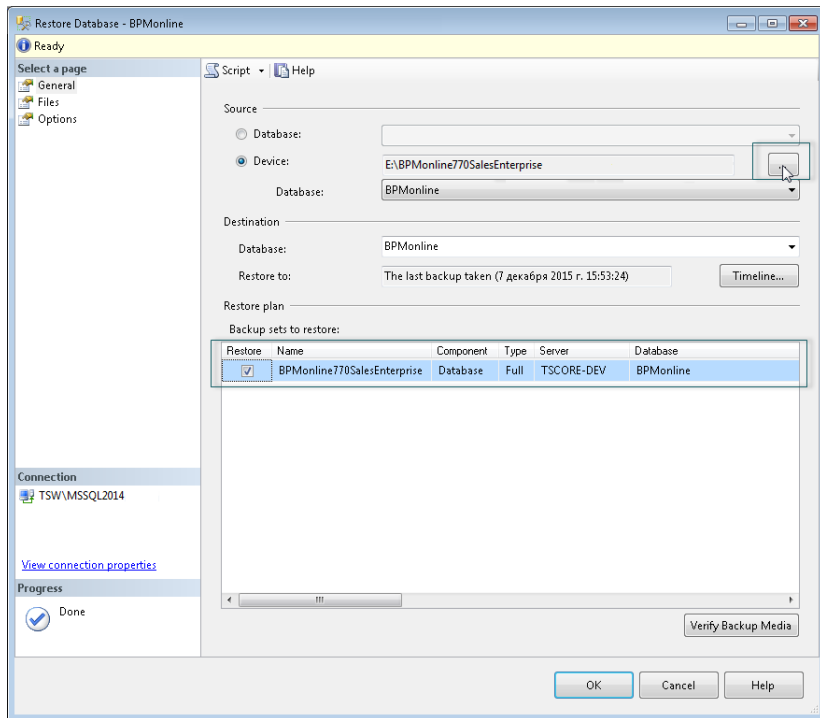 Restore Database - BPMonline
Ready
Select a page
General
Files
Options
Script
Help
Source
Database:
Device:
E:\BPMonline770SalesEnterprise
...
Database:
BPMonline
Destination
Database:
BPMonline
Restore to:
The last backup taken (7 декабря 2015 г. 15:53:24)
Timeline...
Restore plan
Backup sets to restore:
Restore Name Component Type Server Database
BPMonline770SalesEnterprise Database Full TSCORE-DEV BPMonline
Connection
TSW\MSSQL2014
View connection properties
Progress
Done
Verify Backup Media
OK Cancel Help